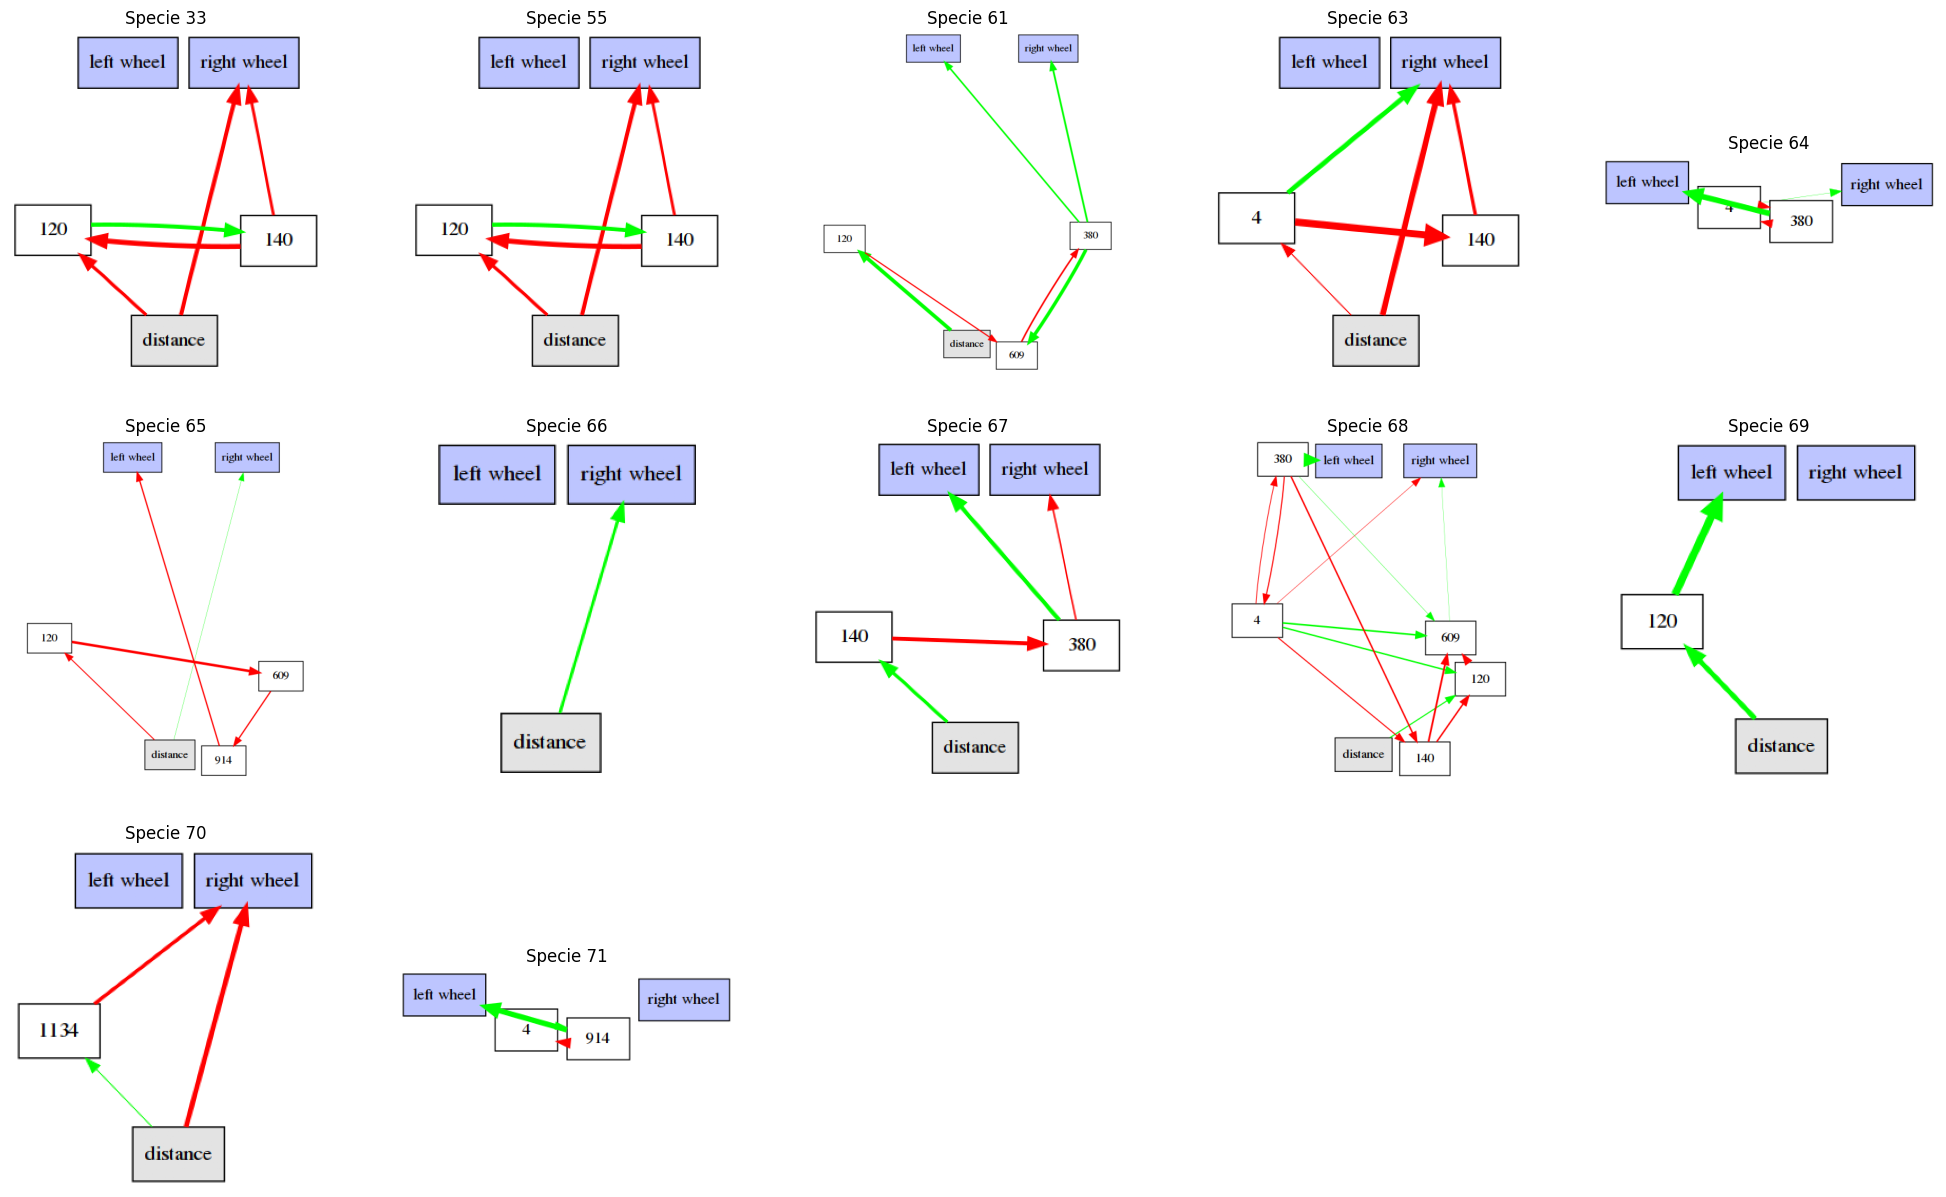 Specie 33
left wheel right wheel
120
140
distance
Specie 55
left wheel right wheel
120
140
distance
Specie 61
left wheel right wheel
380
120
distance
609
Specie 63
left wheel right wheel
4
140
distance
Specie 64
left wheel
right wheel
4
380
Specie 65
left wheel right wheel
120
609
distance
914
Specie 66
left wheel right wheel
distance
Specie 67
left wheel right wheel
140
380
distance
Specie 68
380 left wheel right wheel
4
609
120
distance
140
Specie 69
left wheel right wheel
120
distance
Specie 70
left wheel right wheel
1134
distance
Specie 71
left wheel right wheel
4
914